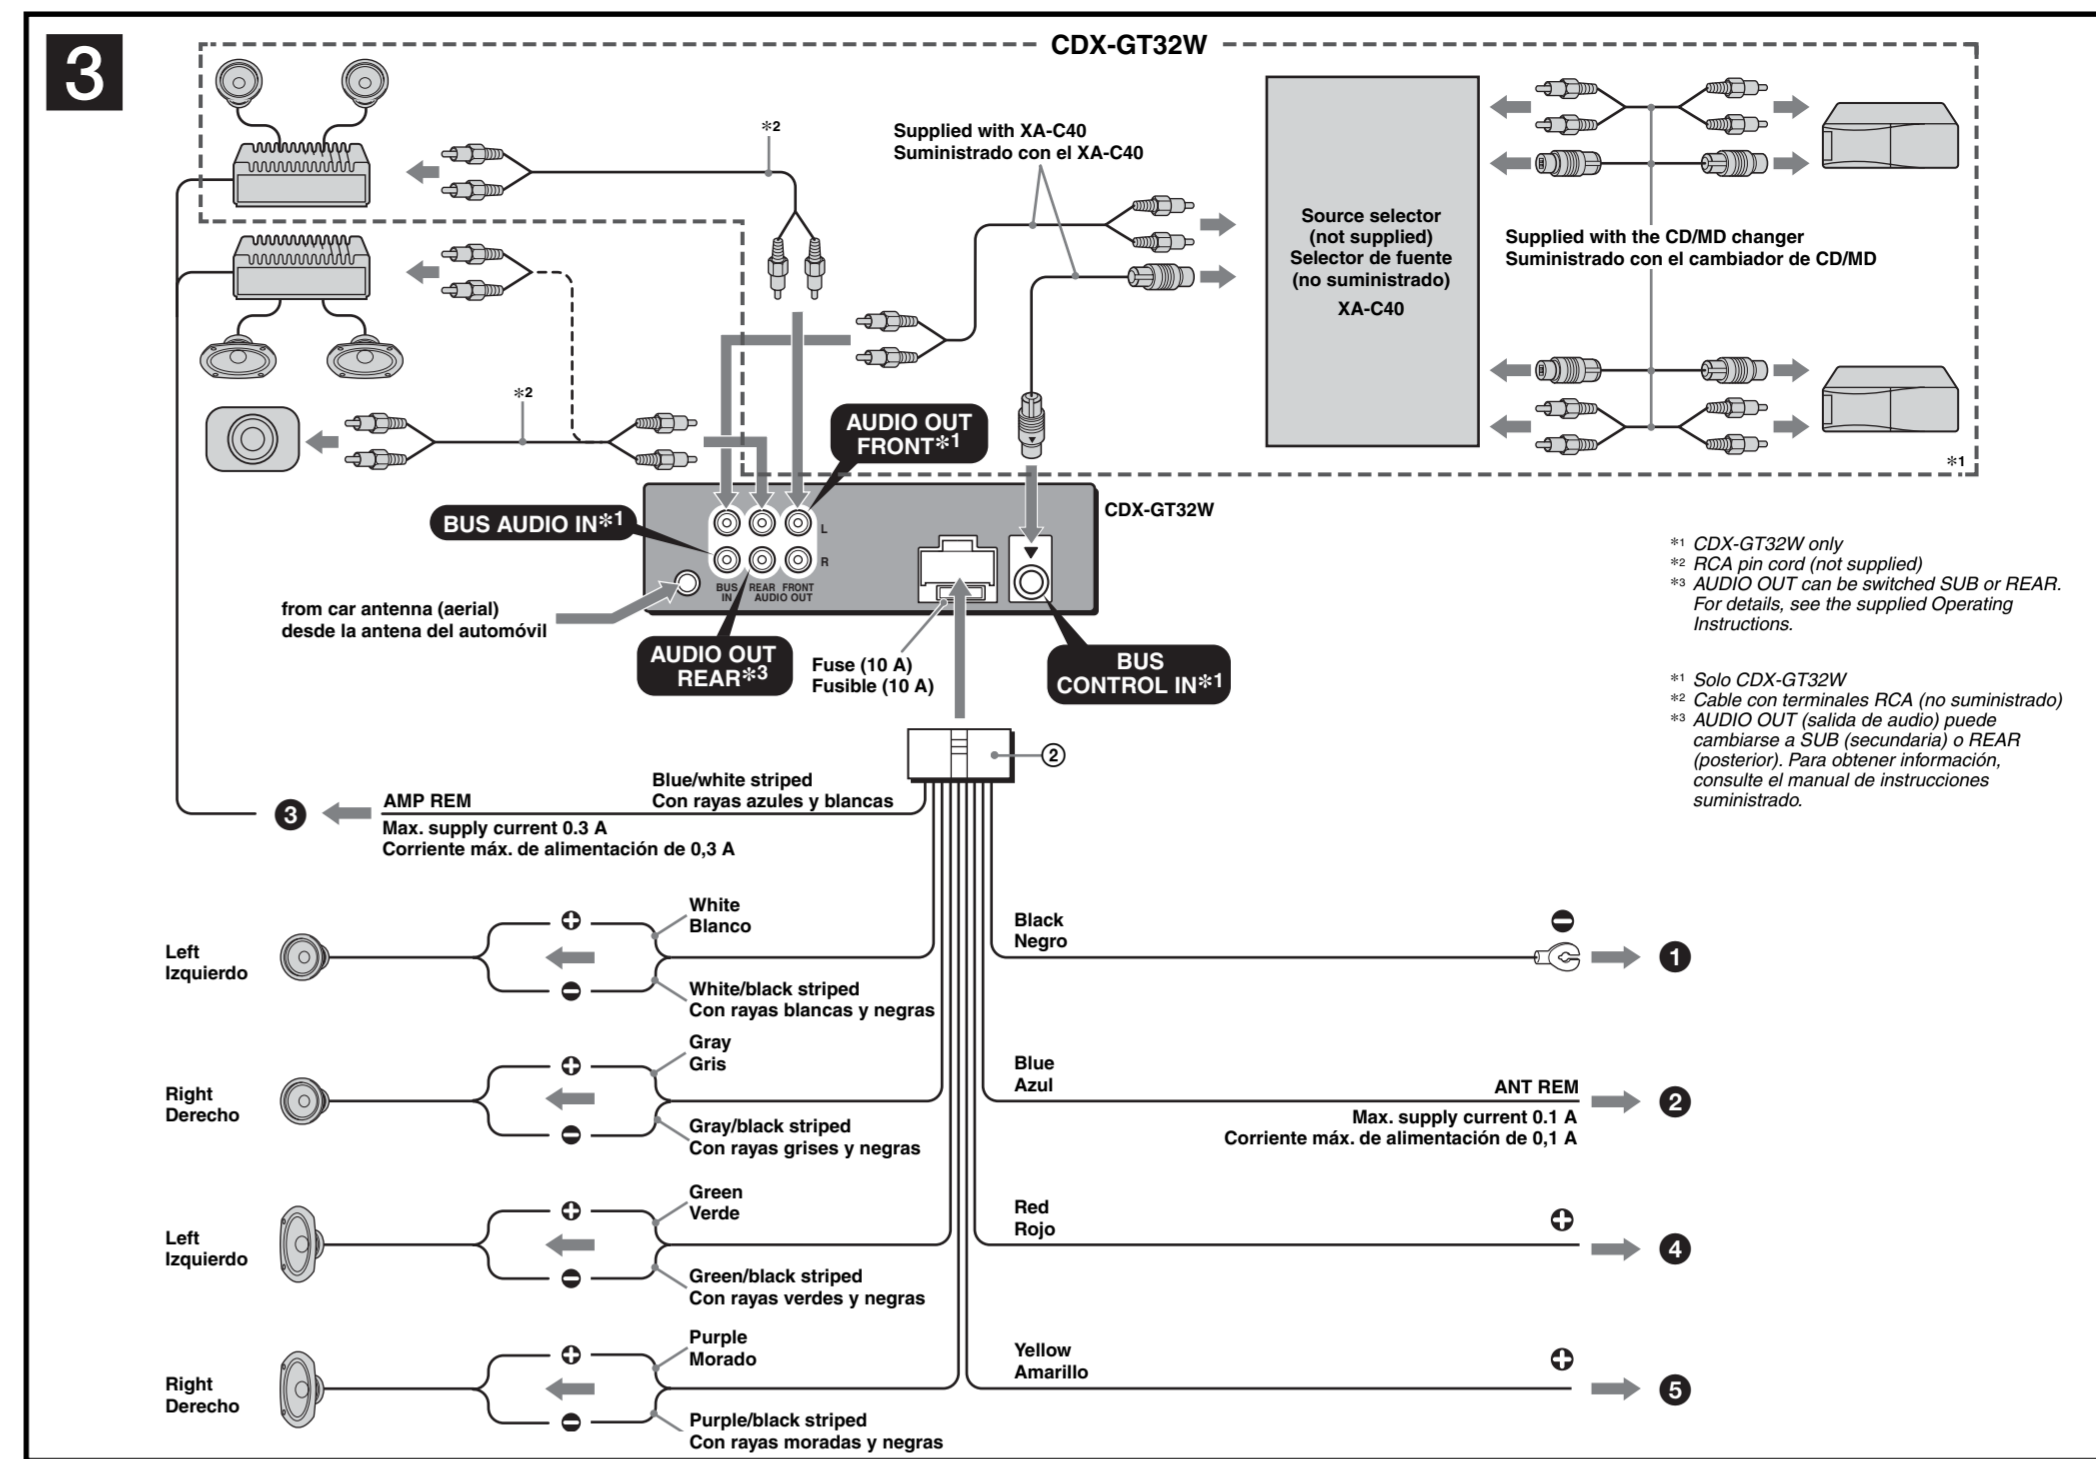 3
CDX-GT32W
*2
Supplied with XA-C40
Suministrado con el XA-C40
Source selector
(not supplied)
Selector de fuente
(no suministrado)
XA-C40
Supplied with the CD/MD changer
Suministrado con el cambiador de CD/MD
*2
*1
AUDIO OUT
FRONT*1
BUS AUDIO IN*1
CDX-GT32W
L
R
BUS REAR FRONT
IN AUDIO OUT
from car antenna (aerial)
desde la antena del automóvil
AUDIO OUT
REAR*3
Fuse (10 A)
Fusible (10 A)
BUS
CONTROL IN*1
*1 CDX-GT32W only
*2 RCA pin cord (not supplied)
*3 AUDIO OUT can be switched SUB or REAR.
For details, see the supplied Operating
Instructions.
*1 Solo CDX-GT32W
*2 Cable con terminales RCA (no suministrado)
*3 AUDIO OUT (salida de audio) puede
cambiarse a SUB (secundaria) o REAR
(posterior). Para obtener información,
consulte el manual de instrucciones
suministrado.
②
Blue/white striped
Con rayas azules y blancas
❸
AMP REM
Max. supply current 0.3 A
Corriente máx. de alimentación de 0,3 A
Left
Izquierdo
+
−
White
Blanco
White/black striped
Con rayas blancas y negras
Black
Negro
−
❶
Right
Derecho
+
−
Gray
Gris
Gray/black striped
Con rayas grises y negras
Blue
Azul
ANT REM
Max. supply current 0.1 A
Corriente máx. de alimentación de 0,1 A
❷
Left
Izquierdo
+
−
Green
Verde
Green/black striped
Con rayas verdes y negras
Red
Rojo
+
❹
Right
Derecho
+
−
Purple
Morado
Purple/black striped
Con rayas moradas y negras
Yellow
Amarillo
+
❺